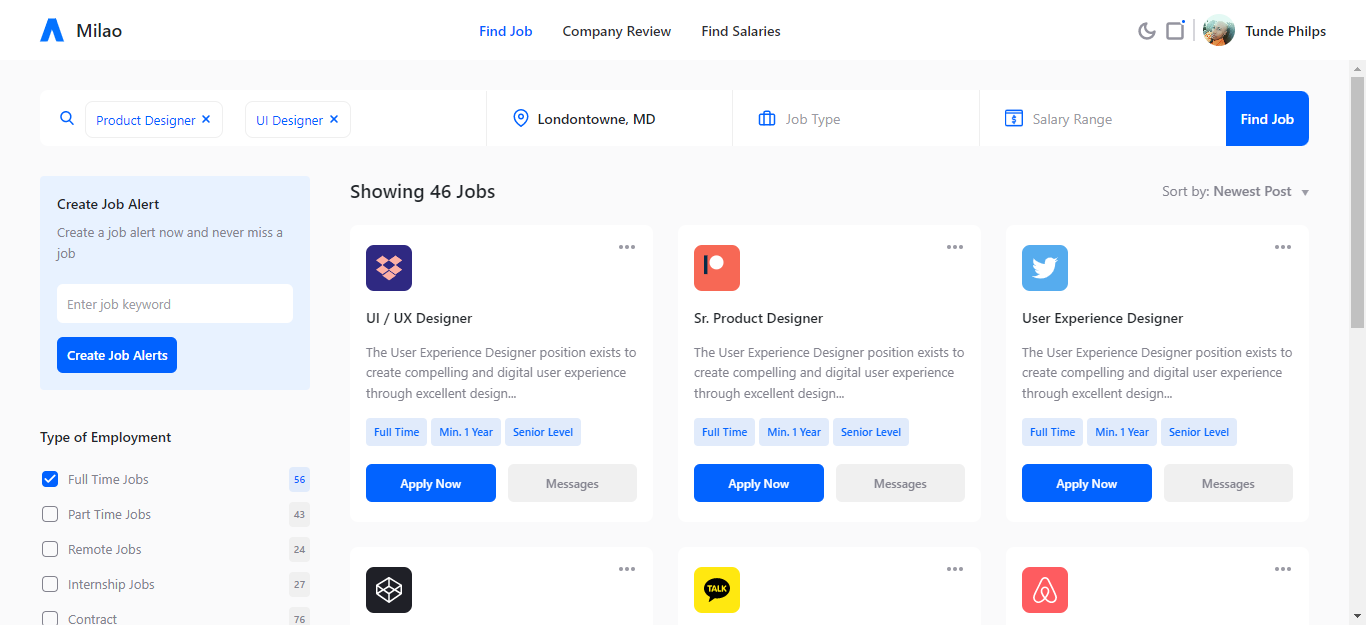 Milao
Find Job
Company Review
Find Salaries
Tunde Philps
Product Designer ×
UI Designer ×
Londontowne, MD
Job Type
Salary Range
Find Job
Create Job Alert
Create a job alert now and never miss a
job
Enter job keyword
Create Job Alerts
Type of Employment
Full Time Jobs 56
Part Time Jobs 43
Remote Jobs 24
Internship Jobs 27
Contract 76
Showing 46 Jobs
Sort by: Newest Post
UI / UX Designer
The User Experience Designer position exists to
create compelling and digital user experience
through excellent design...
Full Time Min. 1 Year Senior Level
Apply Now Messages
Sr. Product Designer
The User Experience Designer position exists to
create compelling and digital user experience
through excellent design...
Full Time Min. 1 Year Senior Level
Apply Now Messages
User Experience Designer
The User Experience Designer position exists to
create compelling and digital user experience
through excellent design...
Full Time Min. 1 Year Senior Level
Apply Now Messages
TALK